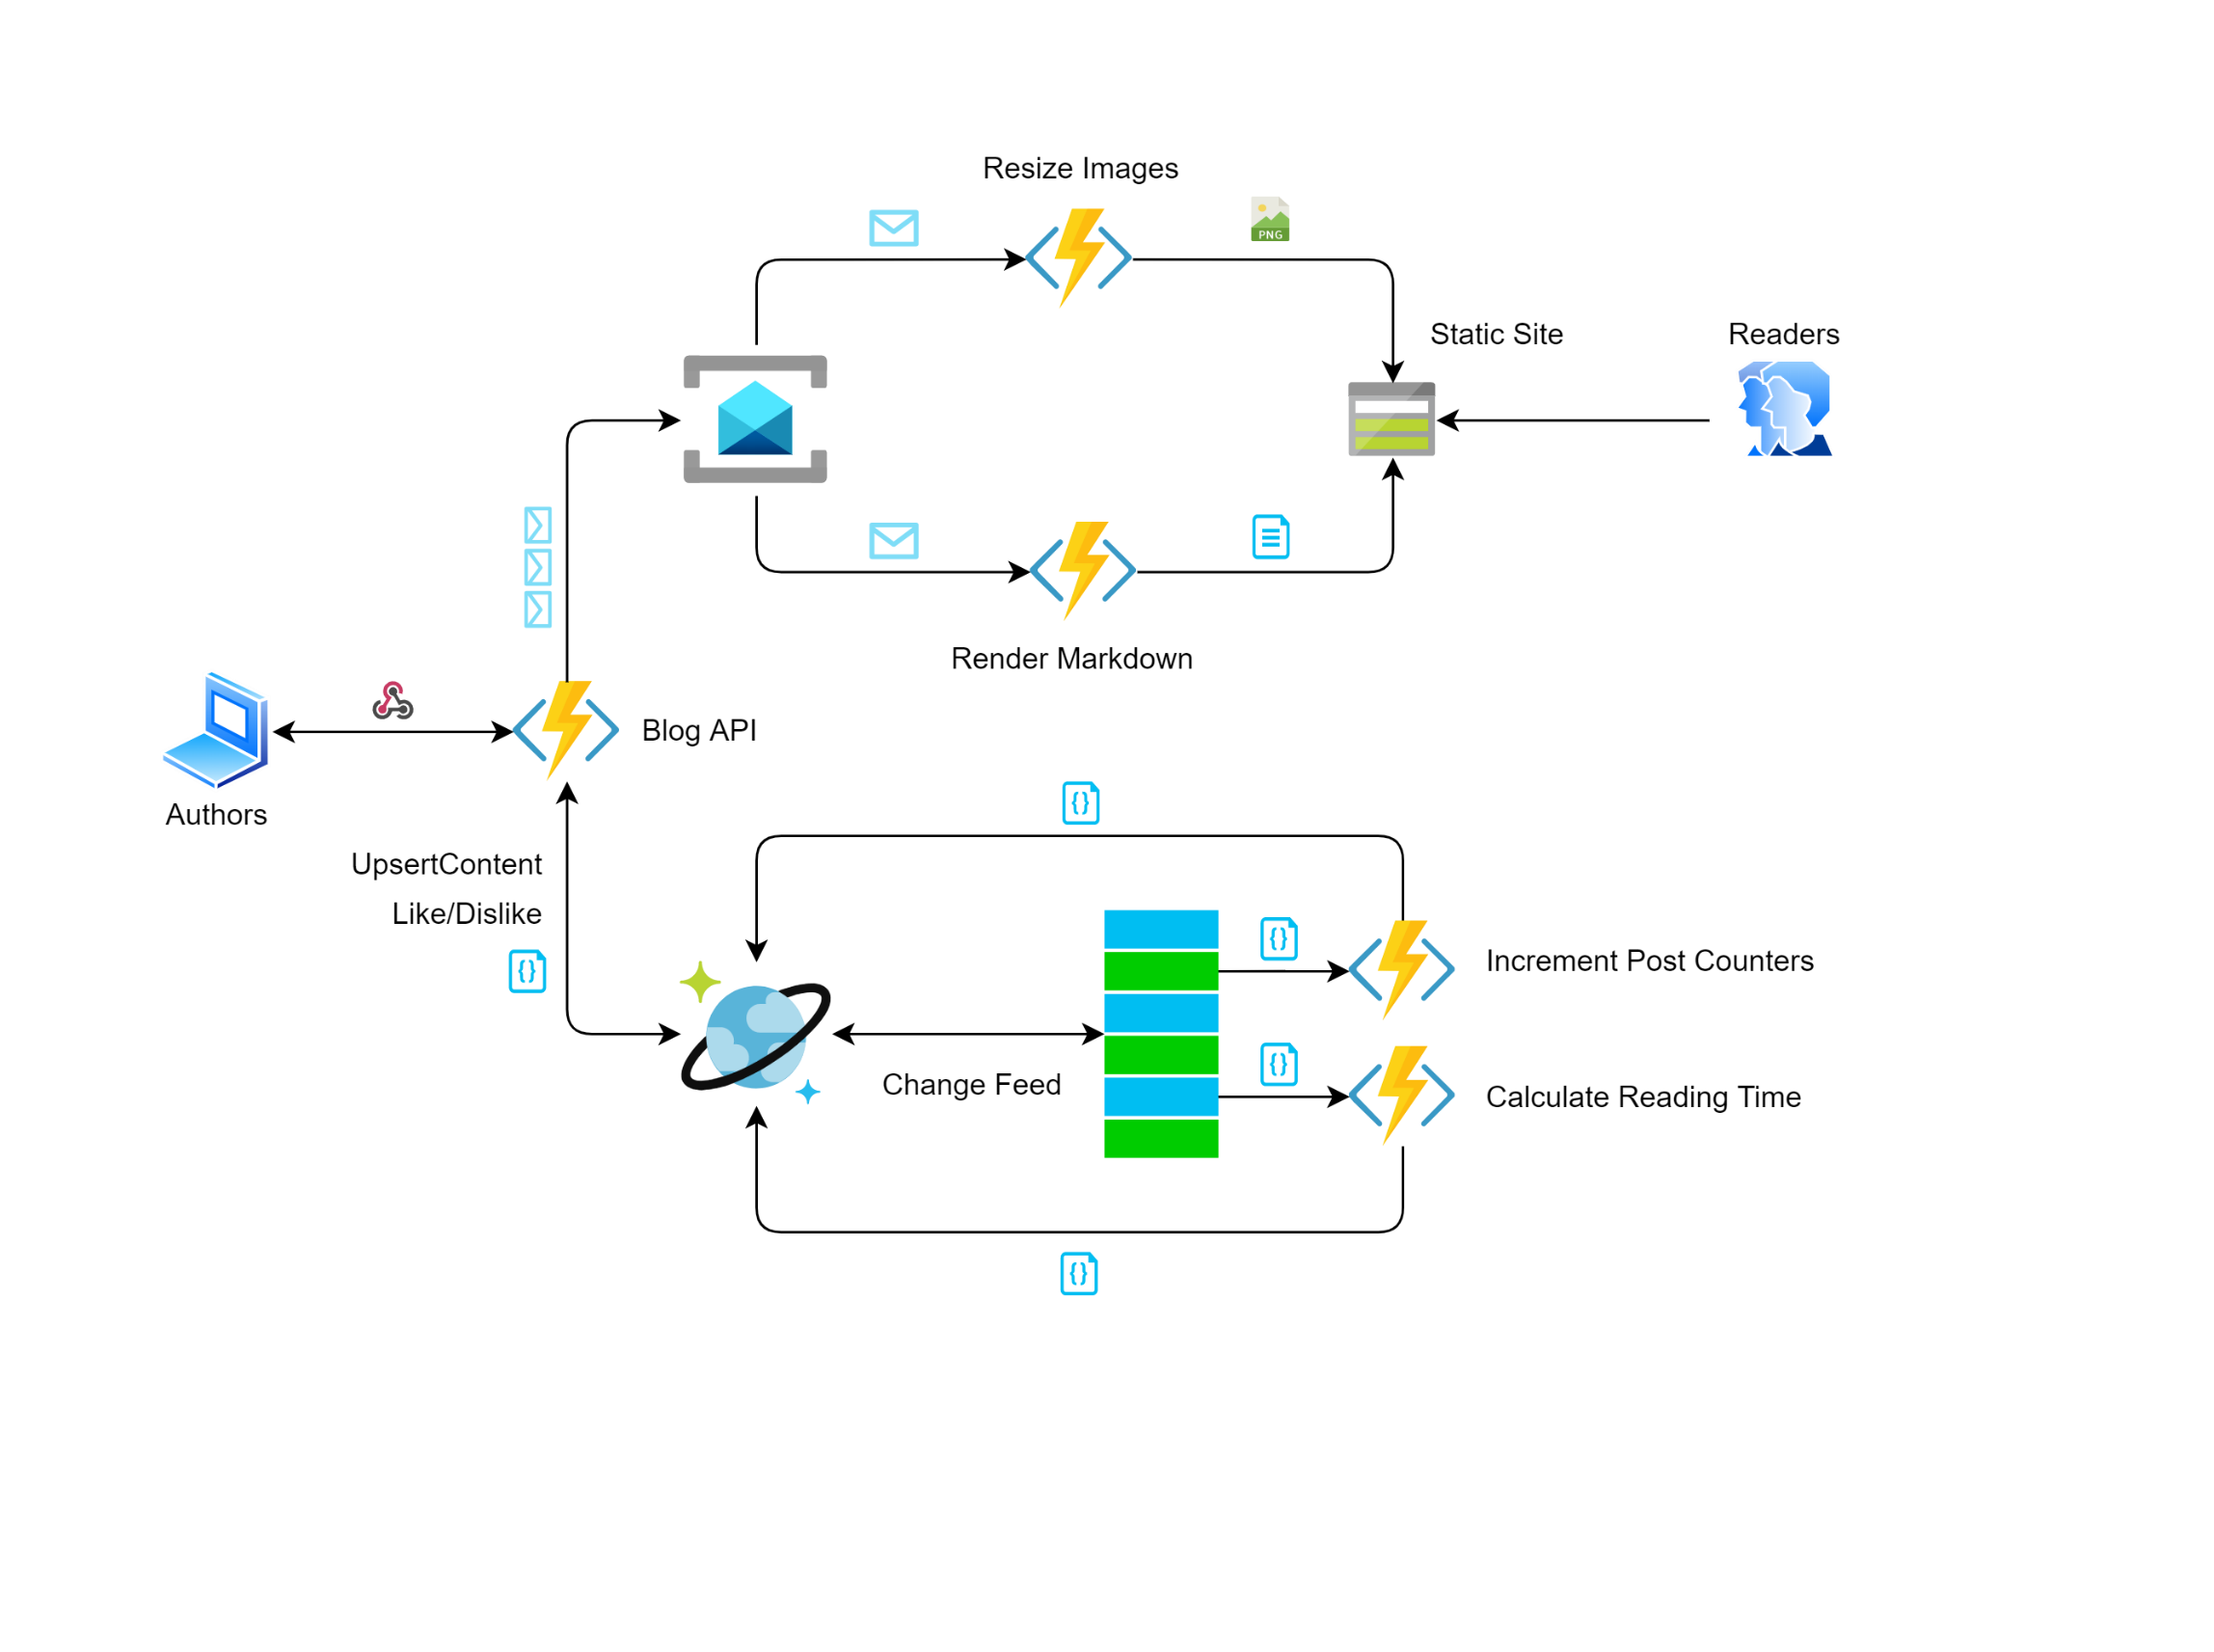 Resize Images
PNG
Static Site
Readers
Render Markdown
Blog API
Authors
UpsertContent
Like/Dislike
{}
{}
{}
Increment Post Counters
Change Feed
{}
Calculate Reading Time
{}